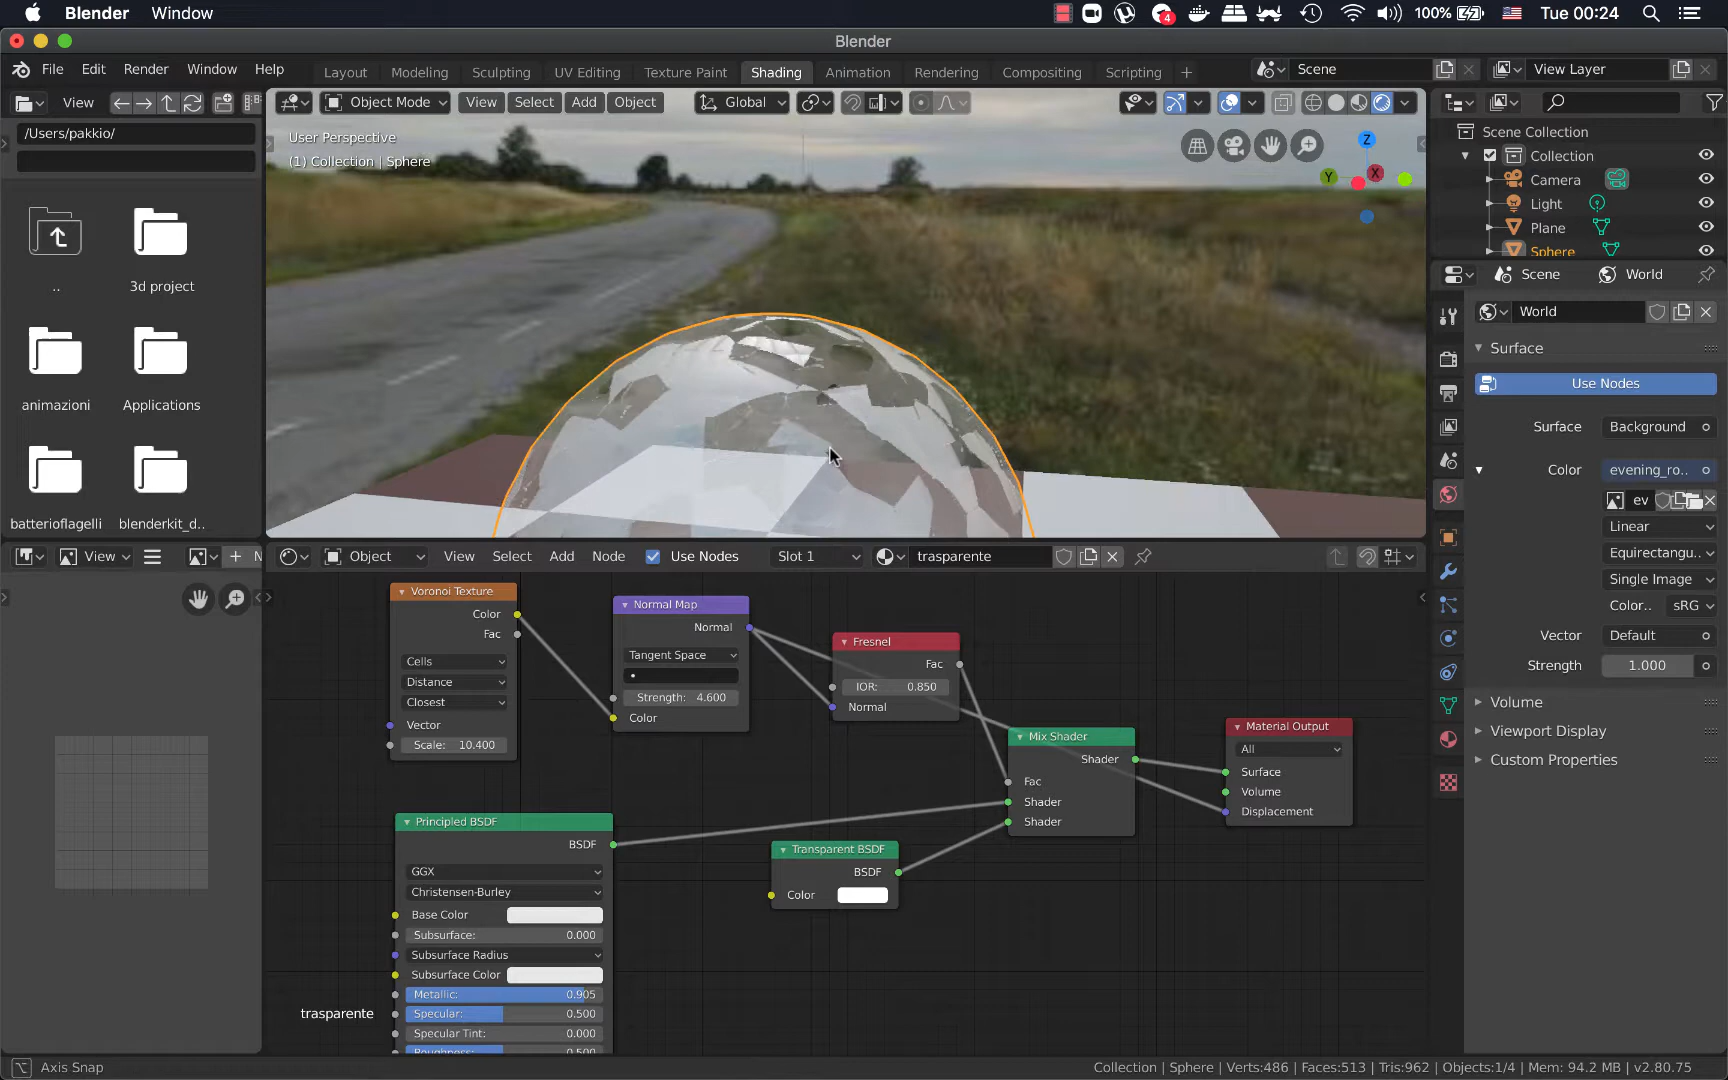 Blender Window
4
100%
Tue 00:24
Blender
File Edit Render Window Help
Layout Modeling Sculpting UV Editing Texture Paint Shading Animation Rendering Compositing Scripting +
Scene
View Layer
View
Object Mode View Select Add Object
Global
/Users/pakkio/
User Perspective
(1) Collection | Sphere
Z
Y
X
Scene Collection
Collection
Camera
Light
Plane
Sphere
..
3d project
animazioni
Applications
batterioflagelli
blenderkit_d..
Scene World
World
Surface
Use Nodes
Surface Background
Color evening_ro..
ev
Linear
Equirectangu..
Single Image
Color.. sRG
Vector Default
Strength 1.000
Volume
Viewport Display
Custom Properties
View
+ N
Object View Select Add Node Use Nodes Slot 1 trasparente
Voronoi Texture
Color
Fac
Cells
Distance
Closest
Vector
Scale: 10.400
Normal Map
Normal
Tangent Space
Strength: 4.600
Color
Fresnel
Fac
IOR: 0.850
Normal
Mix Shader
Shader
Fac
Shader
Shader
Material Output
All
Surface
Volume
Displacement
Principled BSDF
BSDF
GGX
Christensen-Burley
Base Color
Subsurface: 0.000
Subsurface Radius
Subsurface Color
Metallic: 0.905
Specular: 0.500
Specular Tint: 0.000
Roughness: 0.500
Transparent BSDF
BSDF
Color
trasparente
Axis Snap
Collection | Sphere | Verts:486 | Faces:513 | Tris:962 | Objects:1/4 | Mem: 94.2 MB | v2.80.75